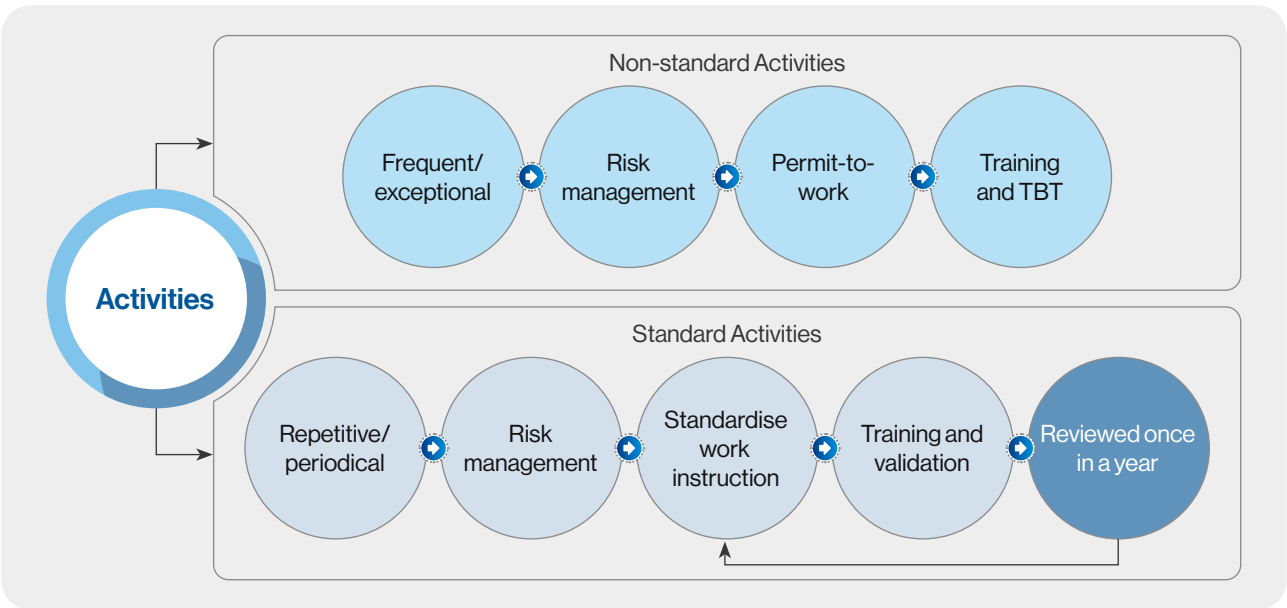 Non-standard Activities
Frequent/
exceptional
Risk
management
Permit-to-
work
Training
and TBT
Activities
Standard Activities
Repetitive/
periodical
Risk
management
Standardise
work
instruction
Training and
validation
Reviewed once
in a year